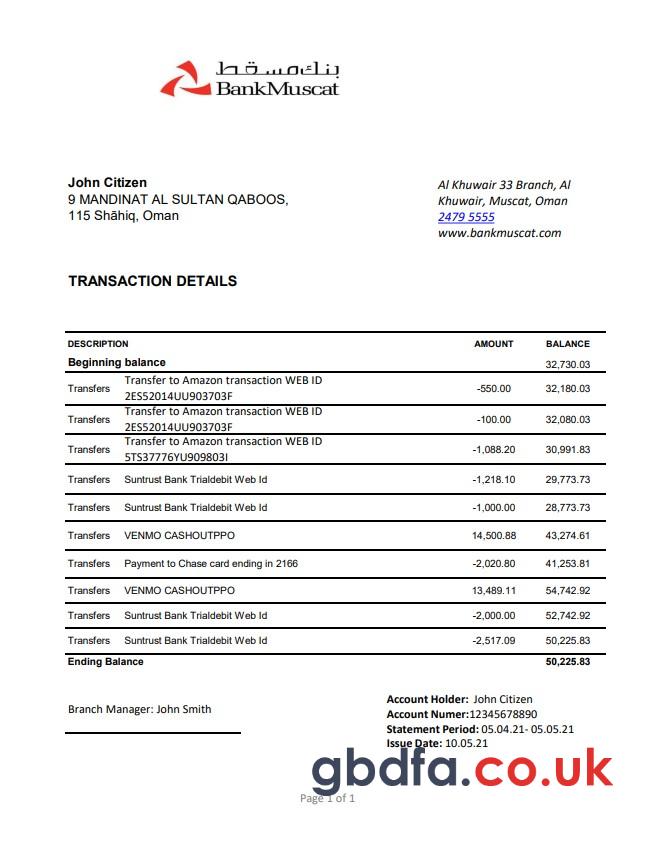 بنك مسقط
BankMuscat
John Citizen
9 MANDINAT AL SULTAN QABOOS,
115 Shāhiq, Oman
Al Khuwair 33 Branch, Al
Khuwair, Muscat, Oman
2479 5555
www.bankmuscat.com
TRANSACTION DETAILS
DESCRIPTION AMOUNT BALANCE
Beginning balance 32,730.03
Transfers Transfer to Amazon transaction WEB ID 2ES52014UU903703F -550.00 32,180.03
Transfers Transfer to Amazon transaction WEB ID 2ES52014UU903703F -100.00 32,080.03
Transfers Transfer to Amazon transaction WEB ID 5TS37776YU909803I -1,088.20 30,991.83
Transfers Suntrust Bank Trialdebit Web Id -1,218.10 29,773.73
Transfers Suntrust Bank Trialdebit Web Id -1,000.00 28,773.73
Transfers VENMO CASHOUTPPO 14,500.88 43,274.61
Transfers Payment to Chase card ending in 2166 -2,020.80 41,253.81
Transfers VENMO CASHOUTPPO 13,489.11 54,742.92
Transfers Suntrust Bank Trialdebit Web Id -2,000.00 52,742.92
Transfers Suntrust Bank Trialdebit Web Id -2,517.09 50,225.83
Ending Balance 50,225.83
Branch Manager: John Smith
Account Holder: John Citizen
Account Numer:12345678890
Statement Period: 05.04.21- 05.05.21
Issue Date: 10.05.21
gbdfa.co.uk
Page 1 of 1